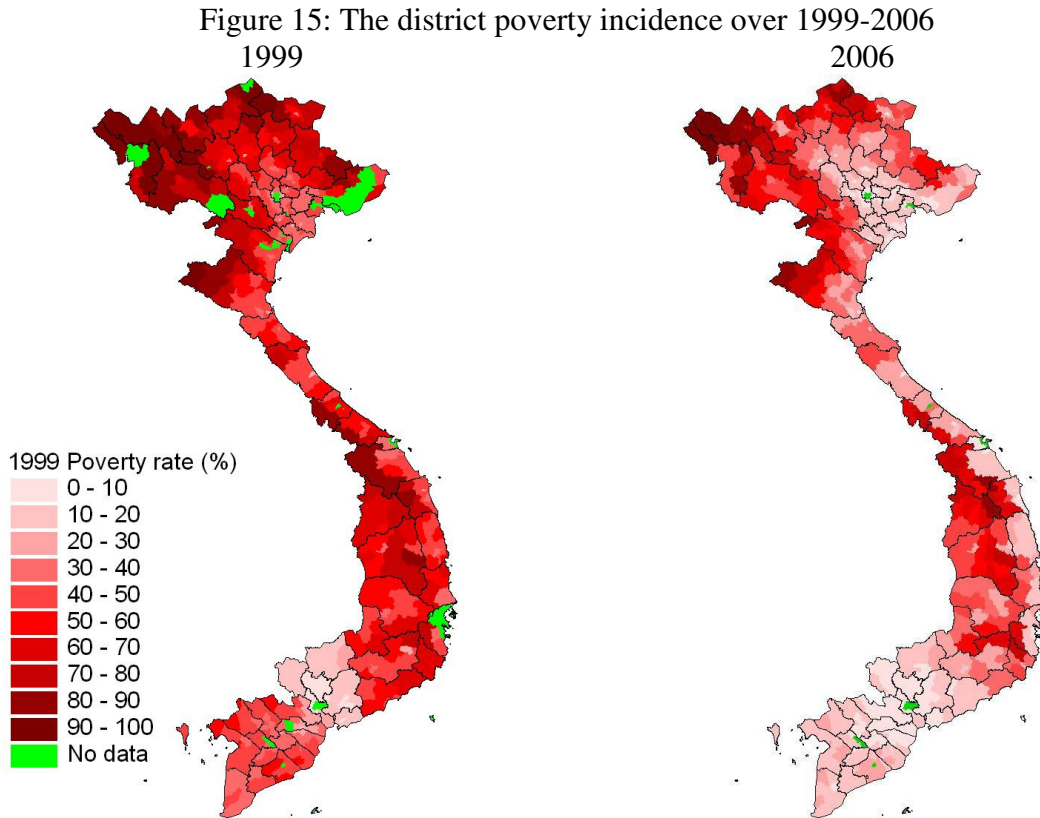 Figure 15: The district poverty incidence over 1999-2006
1999 2006
1999 Poverty rate (%)
0 - 10
10 - 20
20 - 30
30 - 40
40 - 50
50 - 60
60 - 70
70 - 80
80 - 90
90 - 100
No data